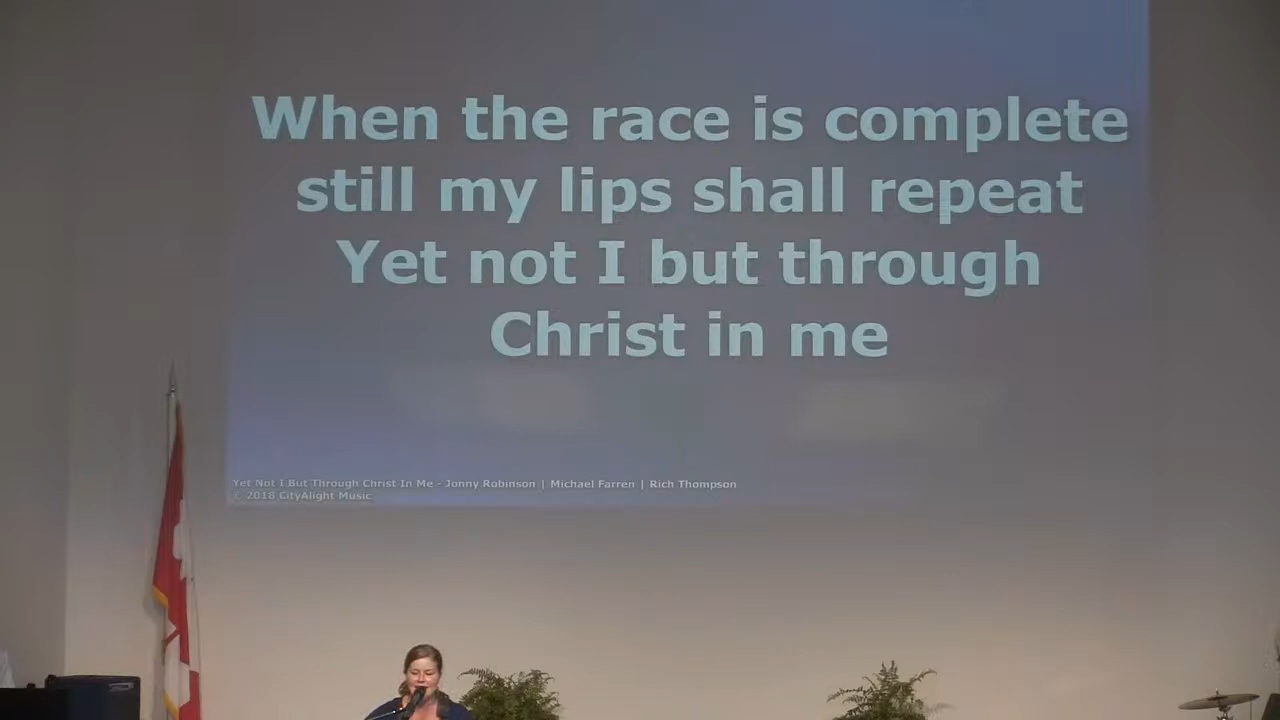 When the race is complete
still my lips shall repeat
Yet not I but through
Christ in me
Yet Not I But Through Christ In Me - Jonny Robinson | Michael Farren | Rich Thompson
© 2018 CityAlight Music